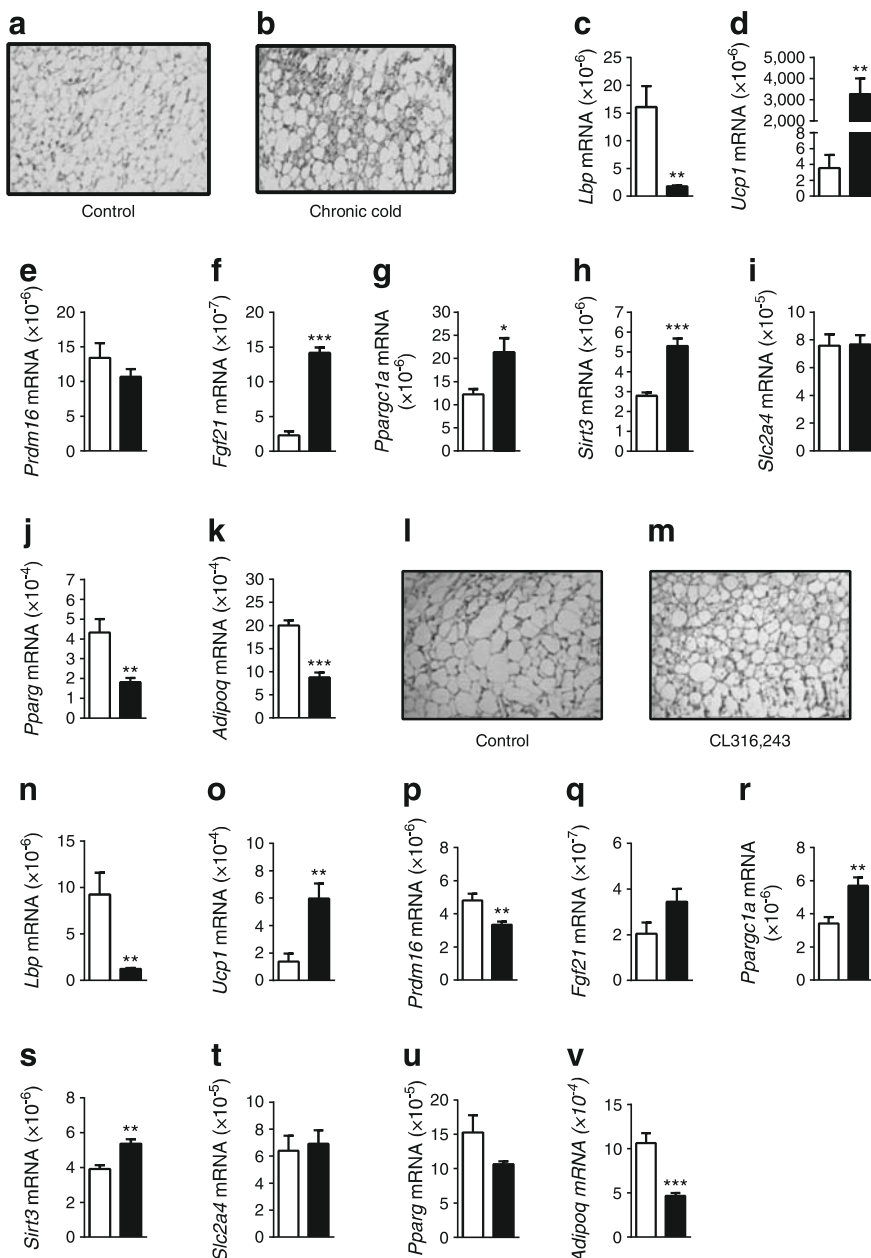 a
b
c
d
Control
Chronic cold
Lbp mRNA (×10-6)
25
20
15
10
5
0
**
Ucp1 mRNA (×10-6)
5,000
4,000
3,000
2,000
8
6
4
2
0
**
e
f
g
h
i
Prdm16 mRNA (×10-6)
20
15
10
5
0
Fgf21 mRNA (×10-7)
20
15
10
5
0
***
Ppargc1a mRNA
(×10-6)
30
25
20
15
10
5
0
*
Sirt3 mRNA (×10-6)
7
6
5
4
3
2
1
0
***
Slc2a4 mRNA (×10-5)
10
8
6
4
2
0
j
k
l
m
Pparg mRNA (×10-4)
7
6
5
4
3
2
1
0
**
Adipoq mRNA (×10-4)
30
25
20
15
10
5
0
***
Control
CL316,243
n
o
p
q
r
Lbp mRNA (×10-6)
15
10
5
0
**
Ucp1 mRNA (×10-4)
10
8
6
4
2
0
**
Prdm16 mRNA (×10-6)
8
6
4
2
0
**
Fgf21 mRNA (×10-7)
6
4
2
0
Ppargc1a mRNA
(×10-6)
8
6
4
2
0
**
s
t
u
v
Sirt3 mRNA (×10-6)
8
6
4
2
0
**
Slc2a4 mRNA (×10-5)
10
8
6
4
2
0
Pparg mRNA (×10-5)
20
15
10
5
0
Adipoq mRNA (×10-4)
15
10
5
0
***